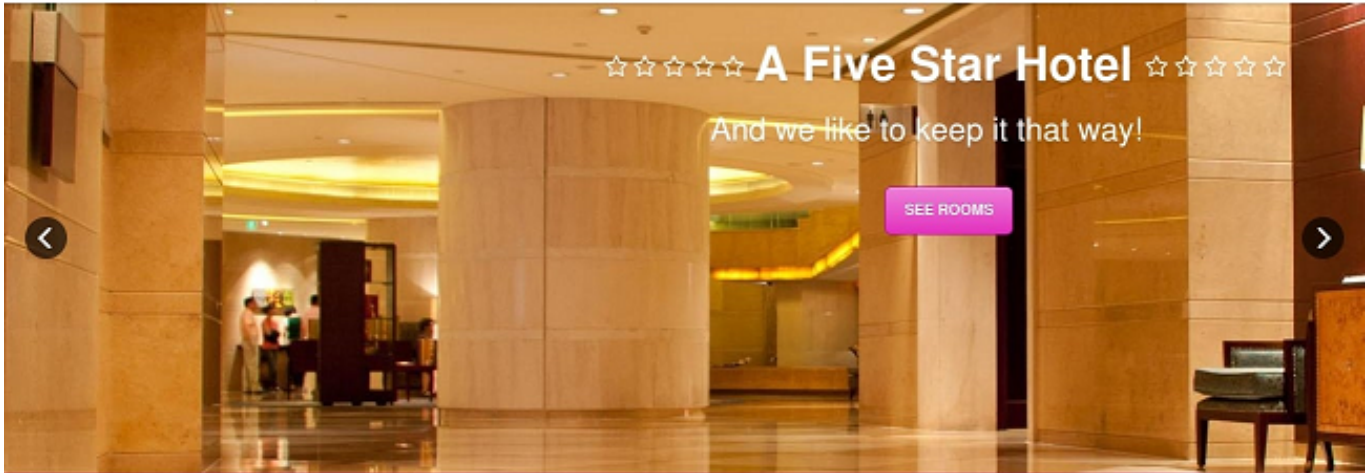 ☆☆☆☆☆ A Five Star Hotel ☆☆☆☆☆
And we like to keep it that way!
SEE ROOMS